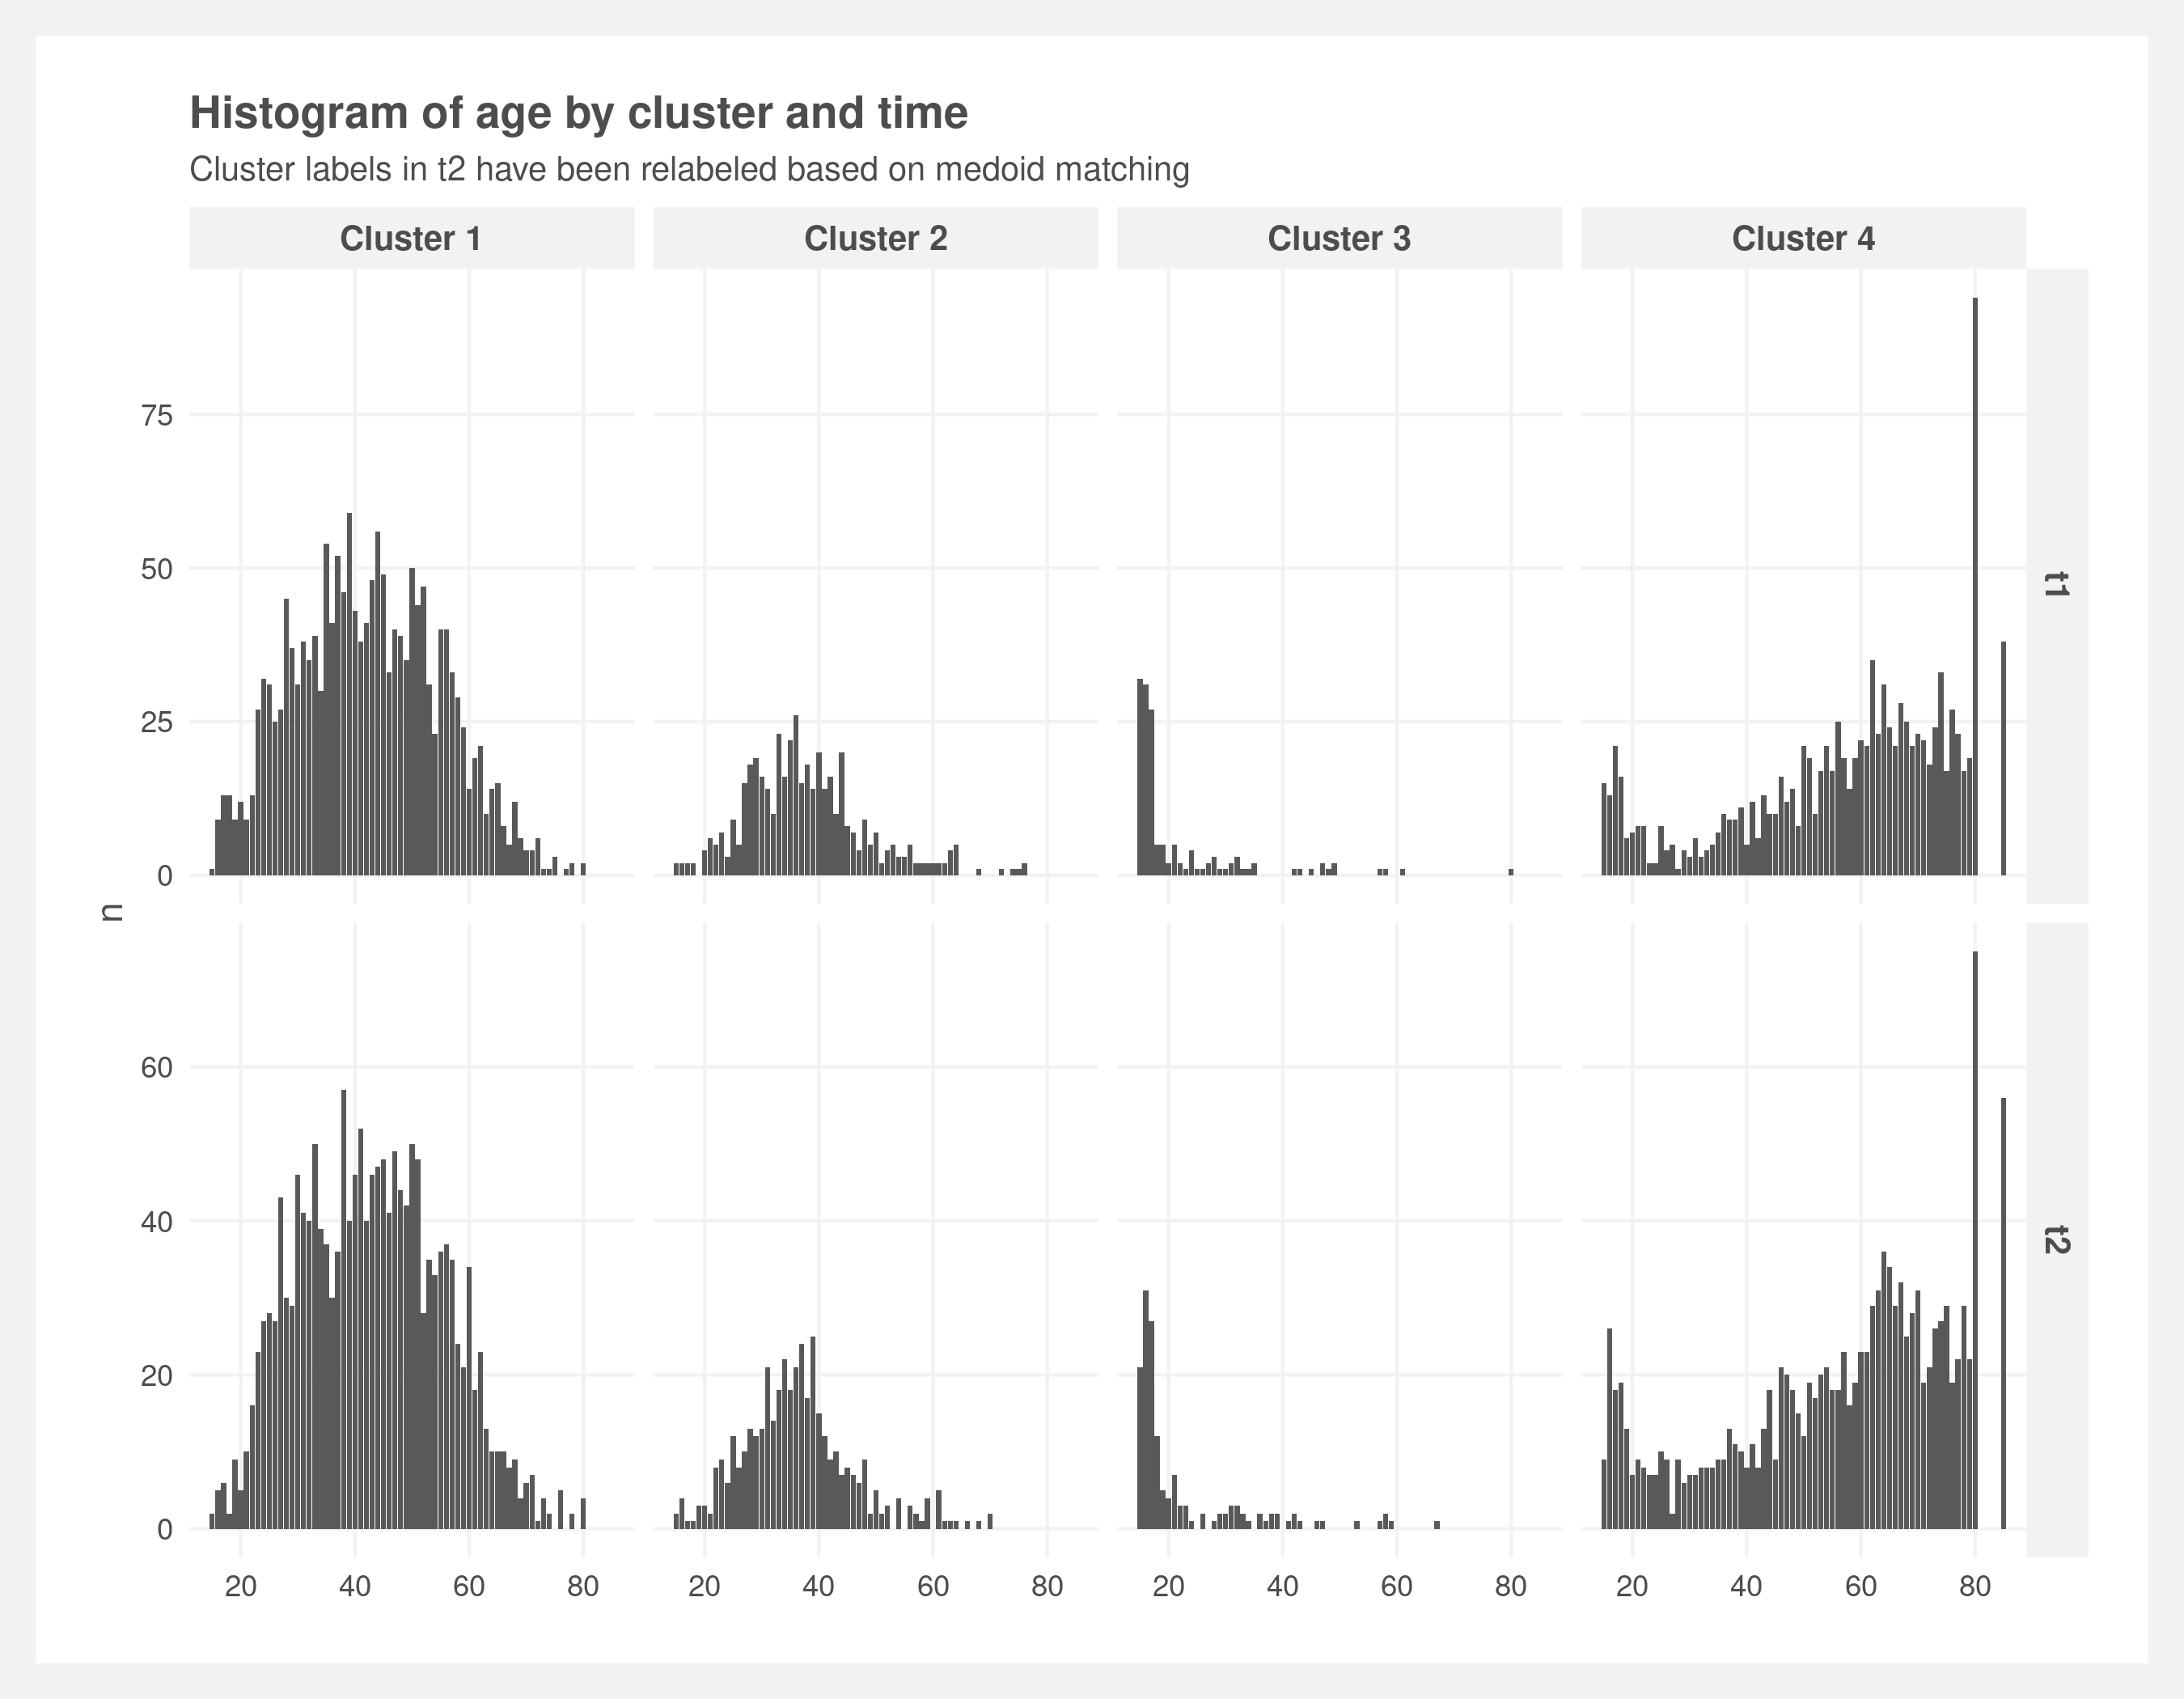 Histogram of age by cluster and time
Cluster labels in t2 have been relabeled based on medoid matching
Cluster 1 Cluster 2 Cluster 3 Cluster 4
75
50
25
0
t1
n
60
40
20
0
t2
20 40 60 80 20 40 60 80 20 40 60 80 20 40 60 80